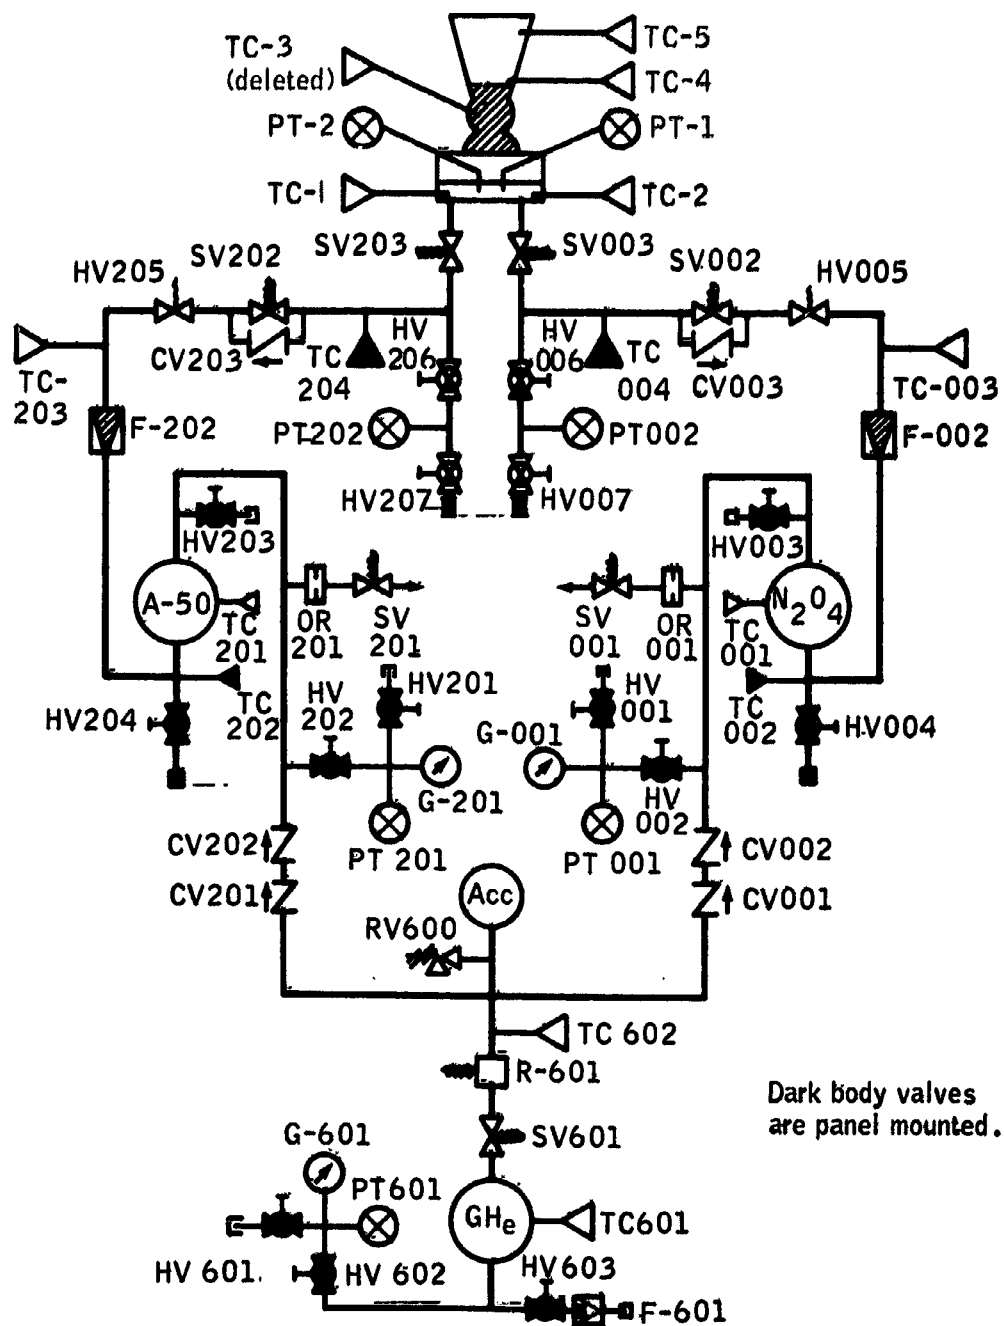 TC-3
(deleted)
TC-5
TC-4
PT-2
PT-1
TC-1
TC-2
SV203
SV003
HV205
SV202
SV002
HV005
CV203
TC
204
HV
206
HV
006
TC
004
CV003
TC-
203
TC-003
F-202
PT-202
PT002
F-002
HV207
HV007
HV203
HV003
A-50
N2O4
TC
201
OR
201
SV
201
SV
001
OR
001
TC
001
HV204
TC
202
HV
202
HV201
HV
001
TC
002
HV004
G-001
G-201
HV
002
PT 201
PT 001
CV202
CV002
CV201
Acc
CV001
RV600
TC 602
R-601
Dark body valves
are panel mounted.
SV601
G-601
PT601
GHe
TC601
HV 601
HV 602
HV603
F-601